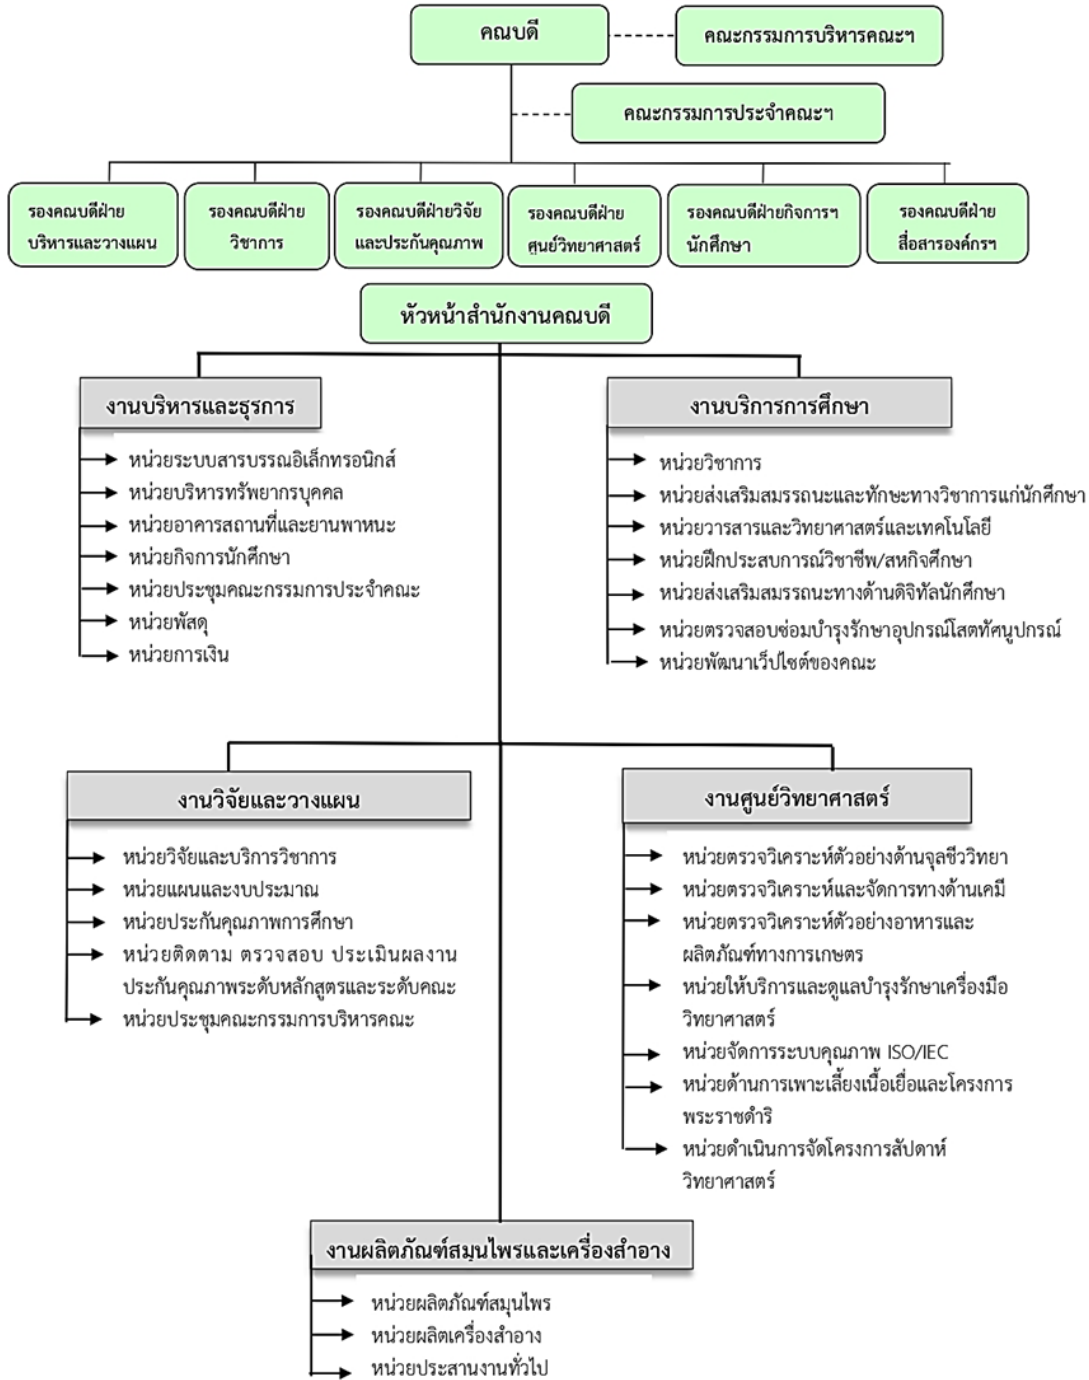 คณบดี
คณะกรรมการบริหารคณะฯ
คณะกรรมการประจำคณะฯ
รองคณบดีฝ่าย
บริหารและวางแผน
รองคณบดีฝ่าย
วิชาการ
รองคณบดีฝ่ายวิจัย
และประกันคุณภาพ
รองคณบดีฝ่าย
ศูนย์วิทยาศาสตร์
รองคณบดีฝ่ายกิจการฯ
นักศึกษา
รองคณบดีฝ่าย
สื่อสารองค์กรฯ
หัวหน้าสำนักงานคณบดี
งานบริหารและธุรการ
หน่วยระบบสารบรรณอิเล็กทรอนิกส์
หน่วยบริหารทรัพยากรบุคคล
หน่วยอาคารสถานที่และยานพาหนะ
หน่วยกิจการนักศึกษา
หน่วยประชุมคณะกรรมการประจำคณะ
หน่วยพัสดุ
หน่วยการเงิน
งานบริการการศึกษา
หน่วยวิชาการ
หน่วยส่งเสริมสมรรถนะและทักษะทางวิชาการแก่นักศึกษา
หน่วยวารสารและวิทยาศาสตร์และเทคโนโลยี
หน่วยฝึกประสบการณ์วิชาชีพ/สหกิจศึกษา
หน่วยส่งเสริมสมรรถนะทางด้านดิจิทัลนักศึกษา
หน่วยตรวจสอบซ่อมบำรุงรักษาอุปกรณ์โสตทัศนูปกรณ์
หน่วยพัฒนาเว็ปไซต์ของคณะ
งานวิจัยและวางแผน
หน่วยวิจัยและบริการวิชาการ
หน่วยแผนและงบประมาณ
หน่วยประกันคุณภาพการศึกษา
หน่วยติดตาม ตรวจสอบ ประเมินผลงาน
ประกันคุณภาพระดับหลักสูตรและระดับคณะ
หน่วยประชุมคณะกรรมการบริหารคณะ
งานศูนย์วิทยาศาสตร์
หน่วยตรวจวิเคราะห์ตัวอย่างด้านจุลชีววิทยา
หน่วยตรวจวิเคราะห์และจัดการทางด้านเคมี
หน่วยตรวจวิเคราะห์ตัวอย่างอาหารและ
ผลิตภัณฑ์ทางการเกษตร
หน่วยให้บริการและดูแลบำรุงรักษาเครื่องมือ
วิทยาศาสตร์
หน่วยจัดการระบบคุณภาพ ISO/IEC
หน่วยด้านการเพาะเลี้ยงเนื้อเยื่อและโครงการ
พระราชดำริ
หน่วยดำเนินการจัดโครงการสัปดาห์
วิทยาศาสตร์
งานผลิตภัณฑ์สมุนไพรและเครื่องสำอาง
หน่วยผลิตภัณฑ์สมุนไพร
หน่วยผลิตเครื่องสำอาง
หน่วยประสานงานทั่วไป